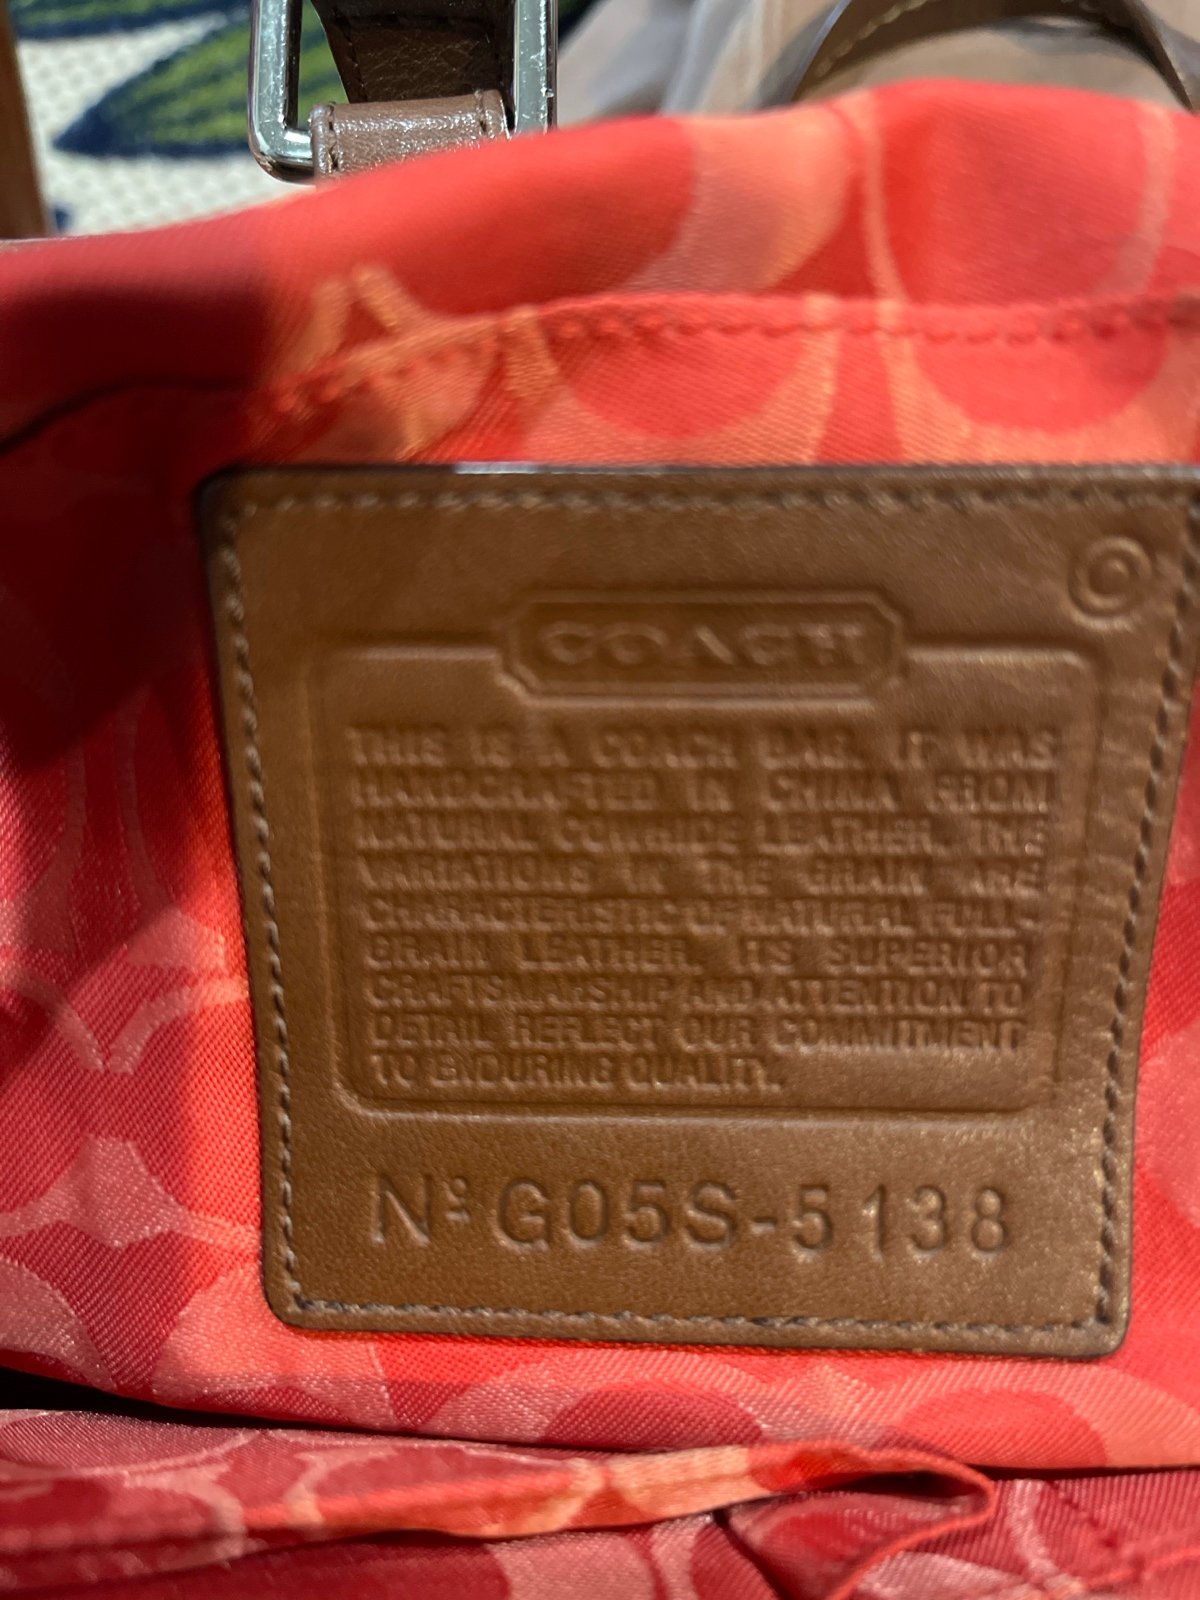 COACH
THIS IS A COACH BAG. IT WAS
HANDCRAFTED IN CHINA FROM
NATURAL COWHIDE LEATHER. THE
VARIATIONS IN THE GRAIN ARE
CHARACTERISTIC OF NATURAL FULL-
GRAIN LEATHER. ITS SUPERIOR
CRAFTSMANSHIP AND ATTENTION TO
DETAIL REFLECT OUR COMMITMENT
TO ENDURING QUALITY.
Nº G05S-5138